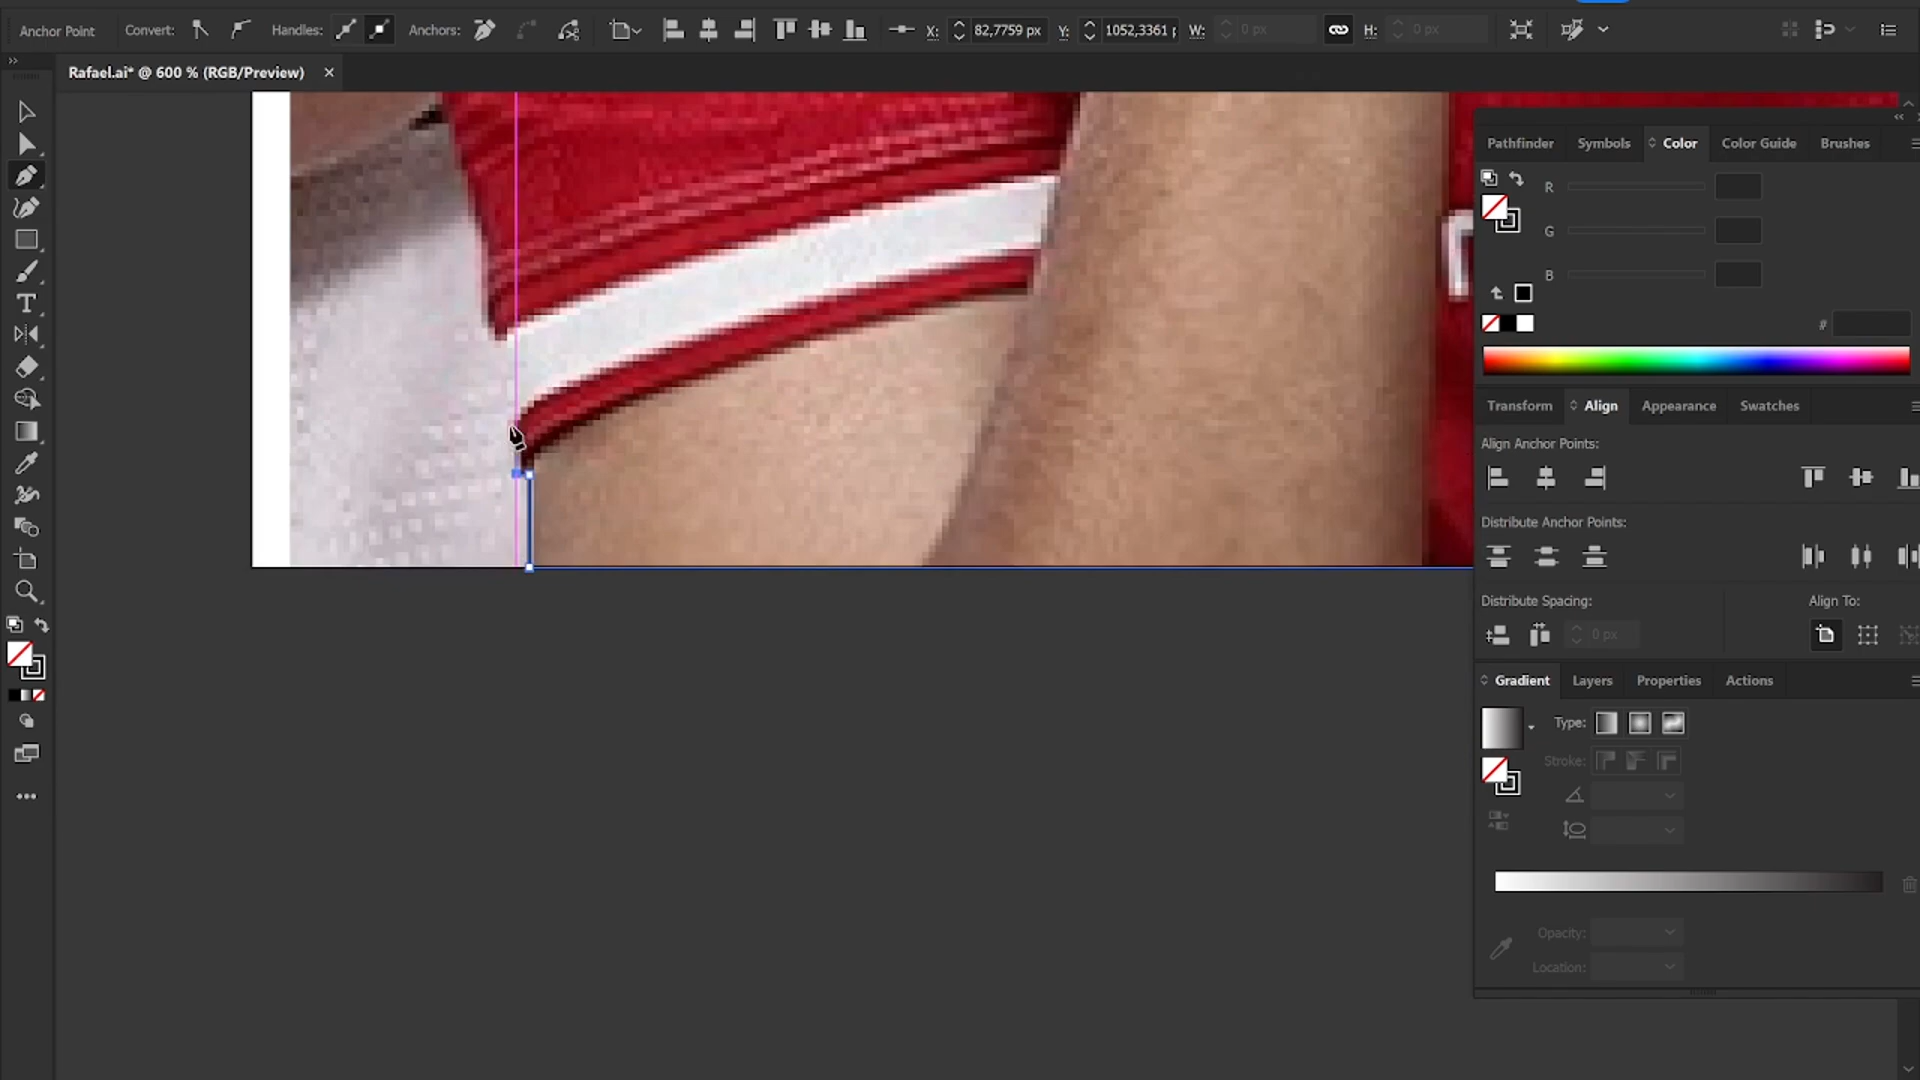 Anchor Point Convert: Handles: Anchors: X: 82,7759 px Y: 1052,3361 p W: 0 px H: 0 px
Rafael.ai* @ 600 % (RGB/Preview)
Pathfinder Symbols Color Color Guide Brushes
R
G
B
#
Transform Align Appearance Swatches
Align Anchor Points:
Distribute Anchor Points:
Distribute Spacing: Align To:
0 px
Gradient Layers Properties Actions
Type:
Stroke:
Opacity:
Location: